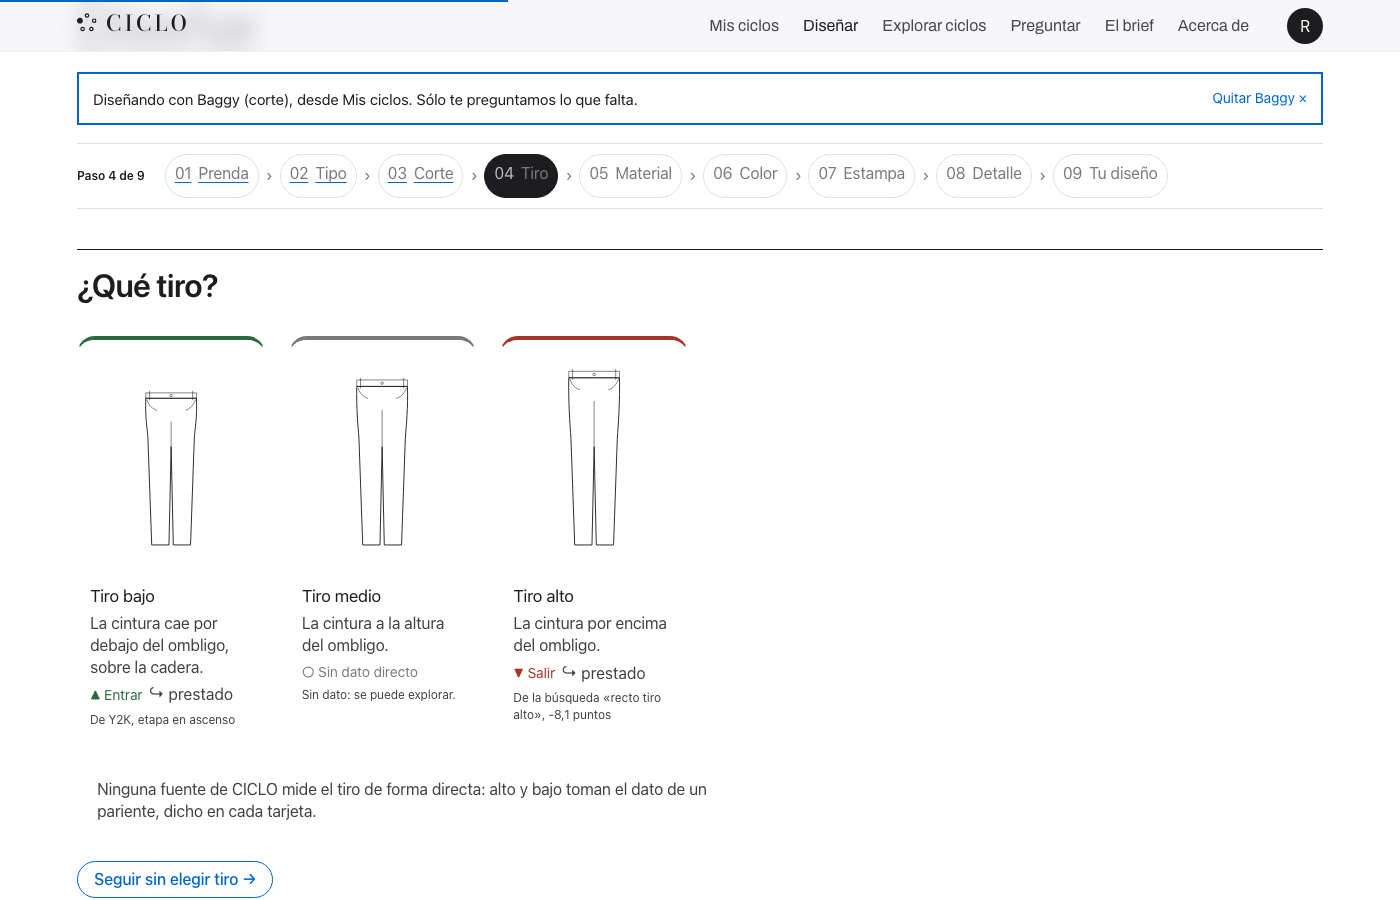 CICLO
Mis ciclos Diseñar Explorar ciclos Preguntar El brief Acerca de R
Diseñando con Baggy (corte), desde Mis ciclos. Sólo te preguntamos lo que falta.
Quitar Baggy ×
Paso 4 de 9 01 Prenda › 02 Tipo › 03 Corte › 04 Tiro › 05 Material › 06 Color › 07 Estampa › 08 Detalle › 09 Tu diseño
¿Qué tiro?
Tiro bajo
La cintura cae por
debajo del ombligo,
sobre la cadera.
▲ Entrar ↪ prestado
De Y2K, etapa en ascenso
Tiro medio
La cintura a la altura
del ombligo.
○ Sin dato directo
Sin dato: se puede explorar.
Tiro alto
La cintura por encima
del ombligo.
▼ Salir ↪ prestado
De la búsqueda «recto tiro
alto», -8,1 puntos
Ninguna fuente de CICLO mide el tiro de forma directa: alto y bajo toman el dato de un
pariente, dicho en cada tarjeta.
Seguir sin elegir tiro →